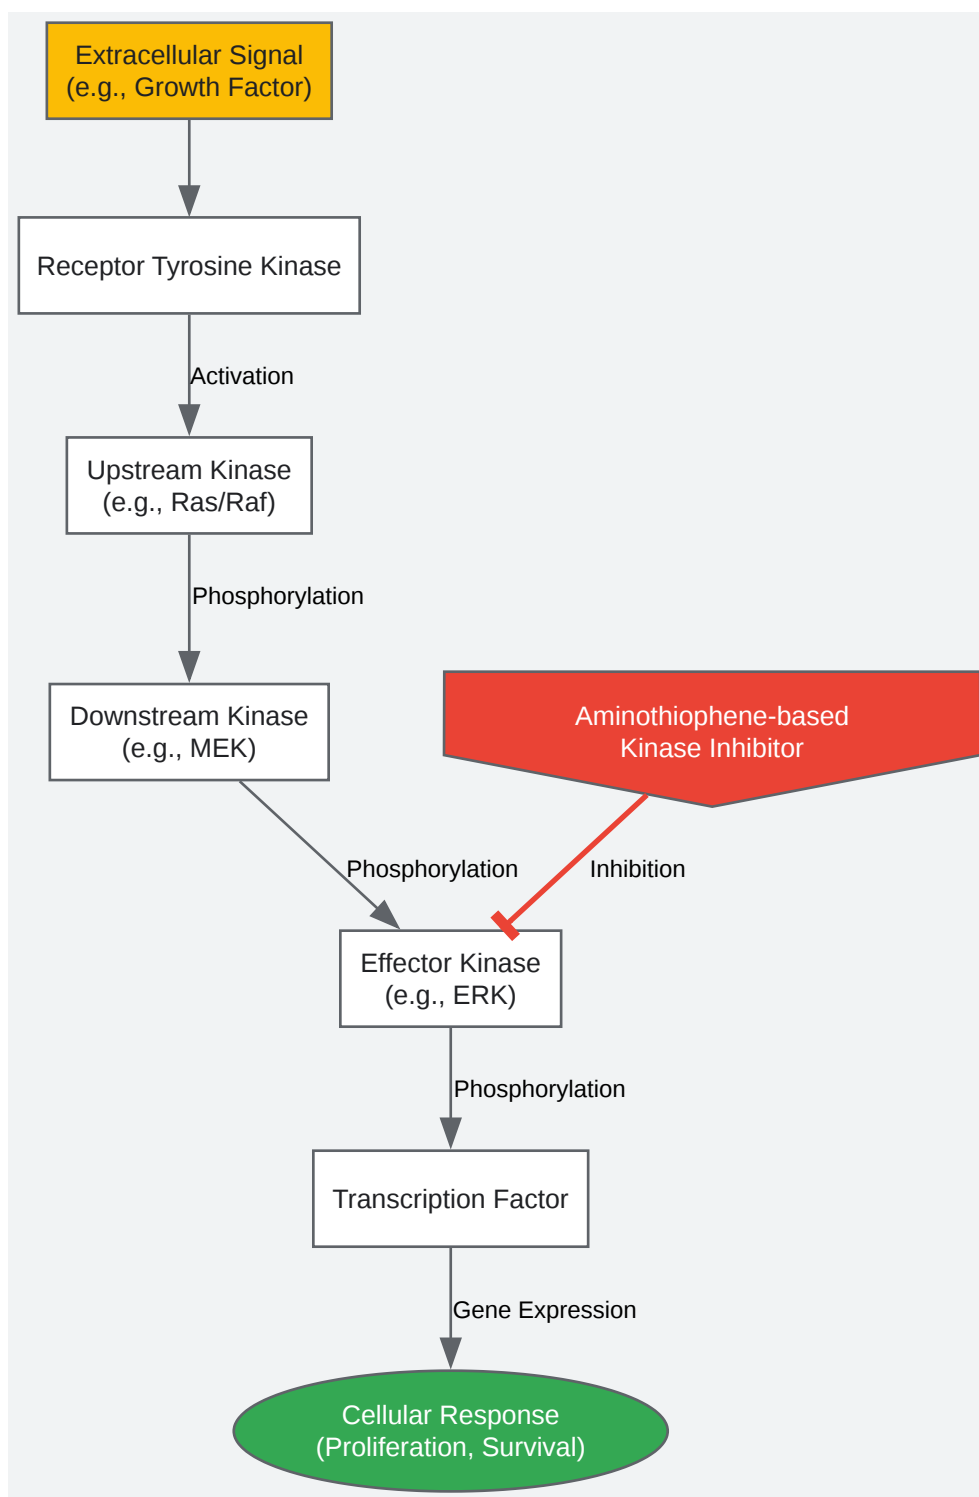 Extracellular Signal
(e.g., Growth Factor)
Receptor Tyrosine Kinase
Activation
Upstream Kinase
(e.g., Ras/Raf)
Phosphorylation
Downstream Kinase
(e.g., MEK)
Aminothiophene-based
Kinase Inhibitor
Phosphorylation
Inhibition
Effector Kinase
(e.g., ERK)
Phosphorylation
Transcription Factor
Gene Expression
Cellular Response
(Proliferation, Survival)